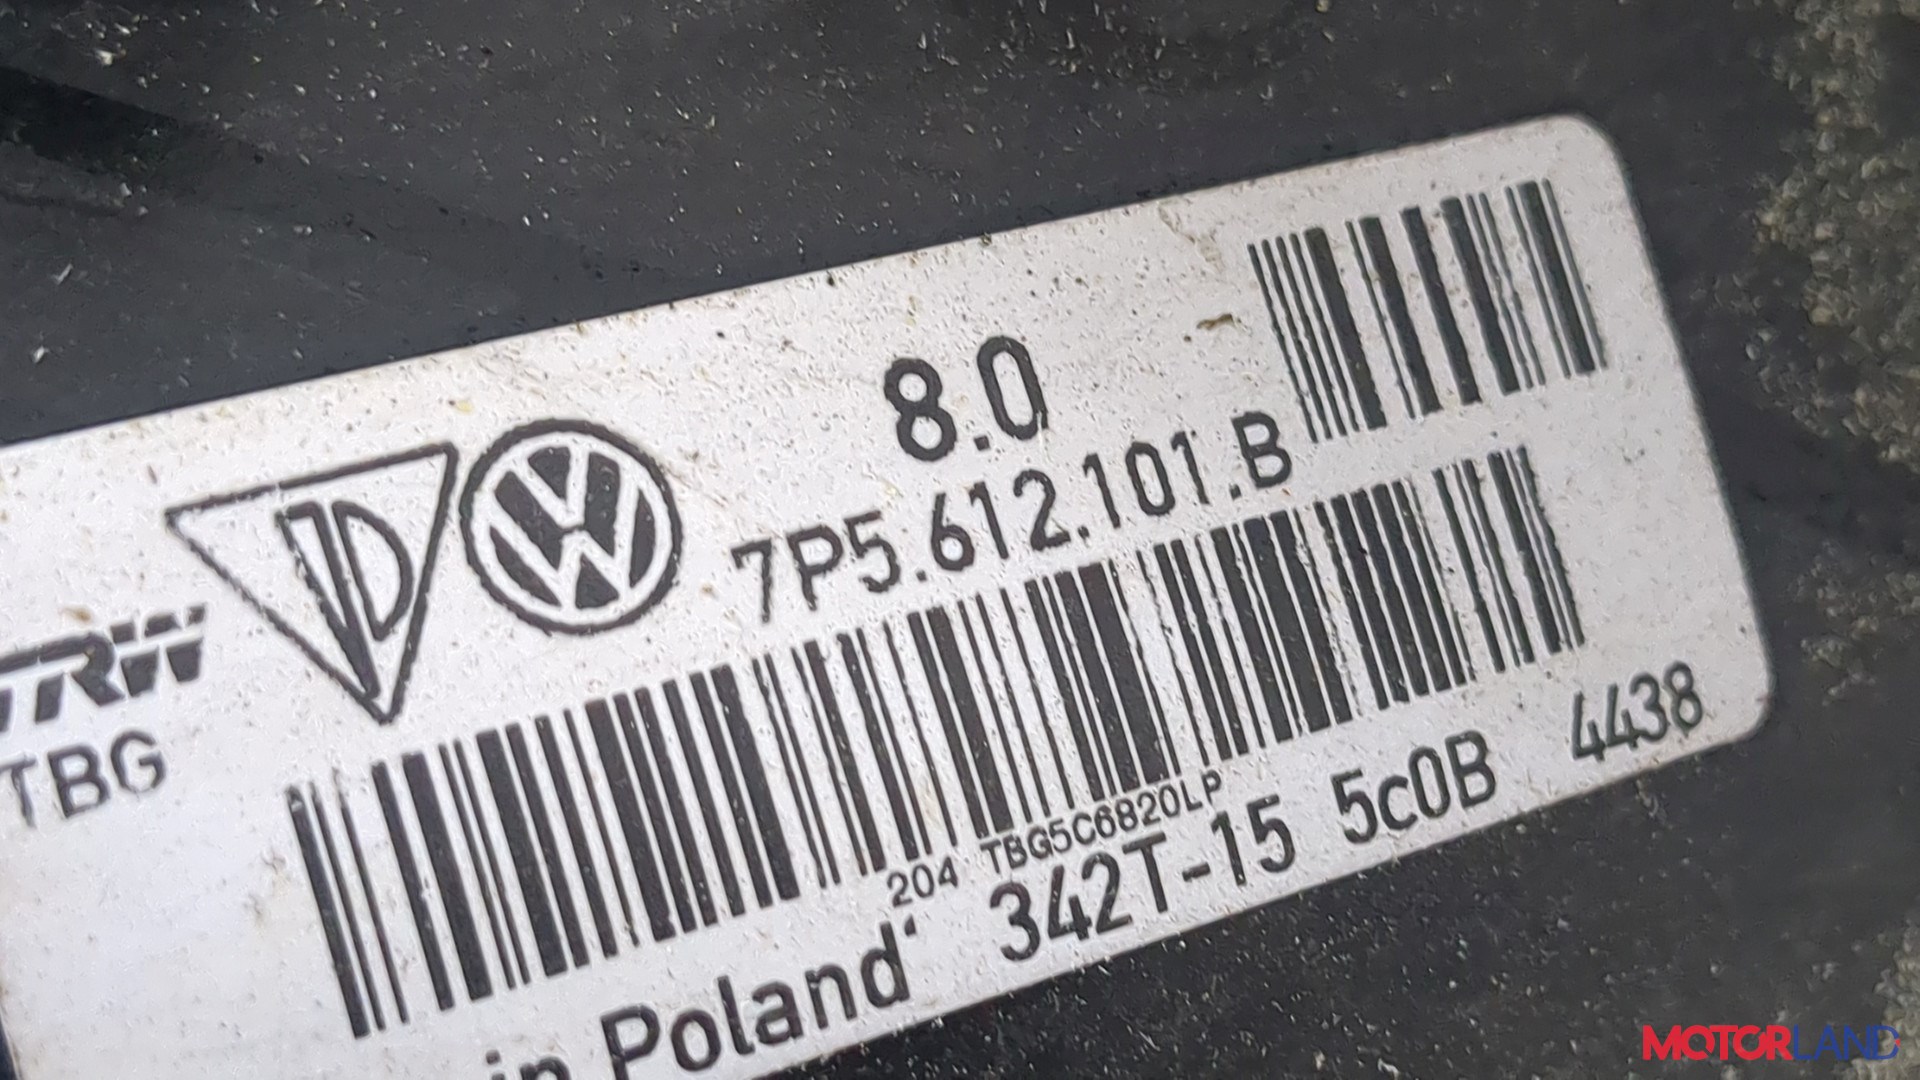 8.0
7P5.612.101.B
TRW
TBG
204 TBG5C6820LP
in Poland 342T-15 5c0B 4438
MOTORLAND